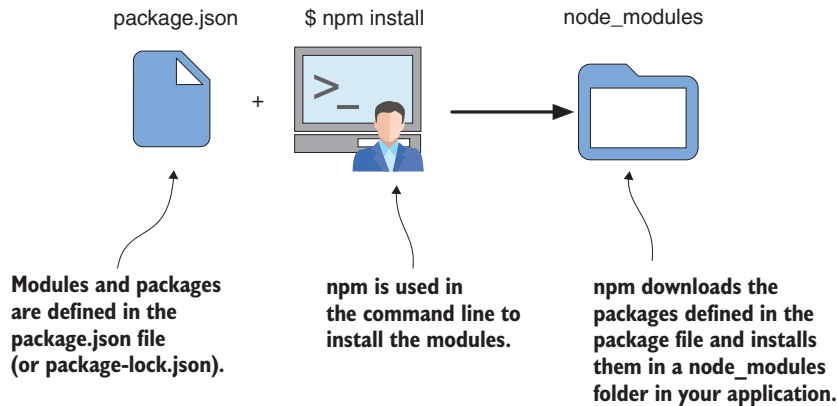 package.json
$ npm install
node_modules
+
>_
Modules and packages
are defined in the
package.json file
(or package-lock.json).
npm is used in
the command line to
install the modules.
npm downloads the
packages defined in the
package file and installs
them in a node_modules
folder in your application.